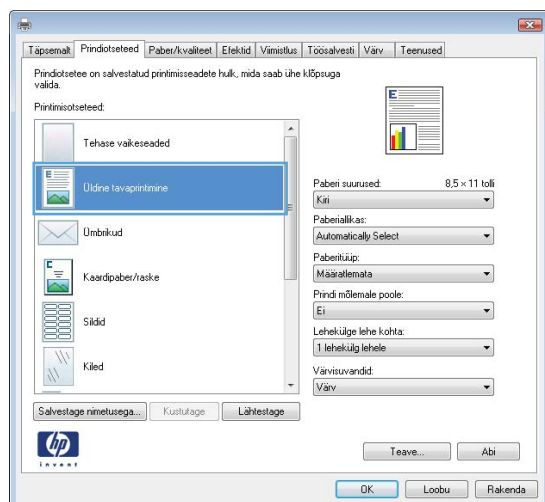 Täpsemalt Prindiotseteed Paber/kvaliteet Efektid Viimistlus Töösalvesti Värv Teenused
Prindiotsetee on salvestatud printimisseadete hulk, mida saab ühe klõpsuga
valida.
Printimisotseteed:
Tehase vaikeseaded
Üldine tavaprintimine
Ümbrikud
Kaardipaber/raske
Sildid
Kiled
Salvestage nimetusega... Kustutage Lähtestage
E
Paberi suurused: 8,5 × 11 tolli
Kiri
Paberiallikas:
Automatically Select
Paberitüüp:
Määratlemata
Prindi mõlemale poole:
Ei
Lehekülge lehe kohta:
1 lehekülg lehele
Värvisuvandid:
Värv
hp
invent
Teave... Abi
OK Loobu Rakenda